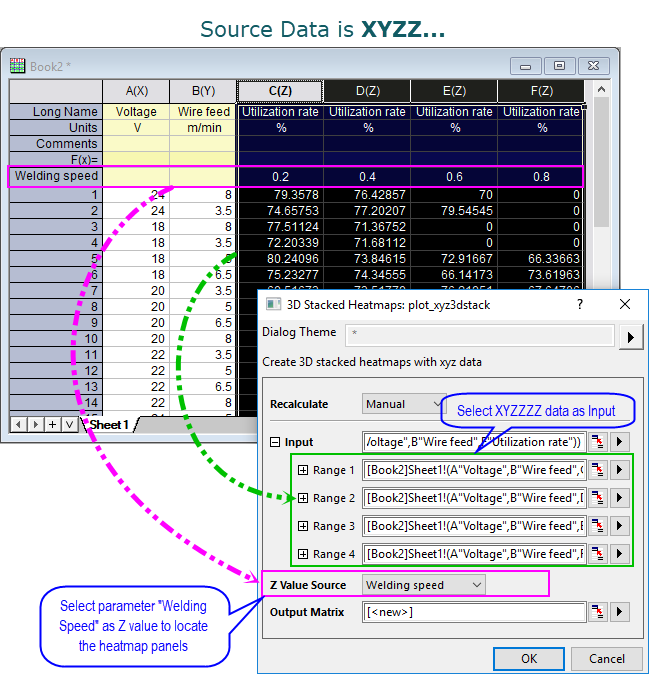 Source Data is XYZZ...
Book2 *
A(X) B(Y) C(Z) D(Z) E(Z) F(Z)
Long Name Voltage Wire feed Utilization rate Utilization rate Utilization rate Utilization rate
Units V m/min % % % %
Comments
F(x)=
Welding speed 0.2 0.4 0.6 0.8
1 24 8 79.3578 76.42857 70 0
2 24 3.5 74.65753 77.20207 79.54545 0
3 18 8 77.51124 71.36752 0 0
4 18 3.5 72.20339 71.68112 0 0
5 18 5 80.24096 73.84615 72.91667 66.33663
6 18 6.5 75.23277 74.34555 66.14173 73.61963
7 20 3.5
8 20 5
9 20 6.5
10 20 8
11 22 3.5
12 22 5
13 22 6.5
14 22 8
Sheet1
3D Stacked Heatmaps: plot_xyz3dstack
? ×
Dialog Theme *
Create 3D stacked heatmaps with xyz data
Recalculate Manual
Select XYZZZZ data as Input
Input /oltage",B"Wire feed",F"Utilization rate"))
Range 1 [Book2]Sheet1!(A"Voltage",B"Wire feed",C
Range 2 [Book2]Sheet1!(A"Voltage",B"Wire feed",D
Range 3 [Book2]Sheet1!(A"Voltage",B"Wire feed",E
Range 4 [Book2]Sheet1!(A"Voltage",B"Wire feed",F
Z Value Source Welding speed
Output Matrix [<new>]
Select parameter "Welding
Speed" as Z value to locate
the heatmap panels
OK Cancel